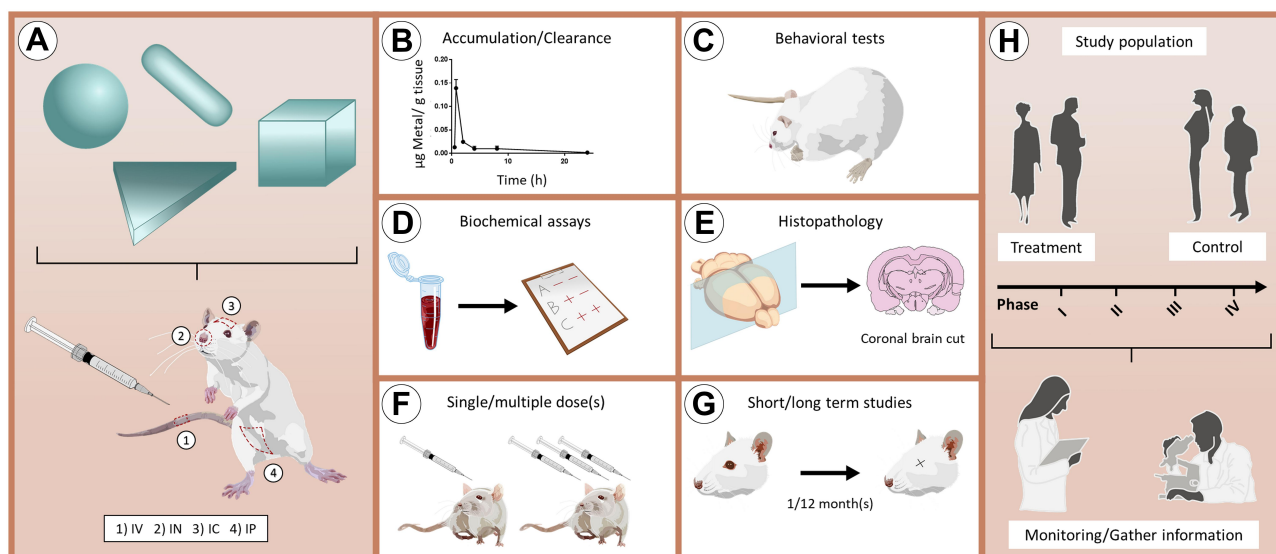 A
3
2
1
4
1) IV 2) IN 3) IC 4) IP
B
Accumulation/Clearance
µg Metal/ g tissue
0.20
0.15
0.10
0.05
0.00
0 10 20
Time (h)
C
Behavioral tests
D
Biochemical assays
A - -
B + -
C + +
E
Histopathology
Coronal brain cut
F
Single/multiple dose(s)
G
Short/long term studies
1/12 month(s)
H
Study population
Treatment Control
Phase I II III IV
Monitoring/Gather information